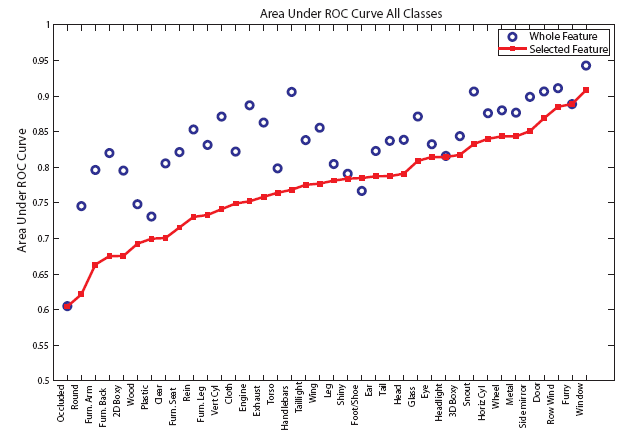 Area Under ROC Curve All Classes
Whole Feature
Selected Feature
Area Under ROC Curve
1
0.95
0.9
0.85
0.8
0.75
0.7
0.65
0.6
0.55
0.5
Occluded
Round
Furn. Arm
Furn. Back
2D Boxy
Wood
Plastic
Clear
Furn. Seat
Rein
Furn. Leg
Vert Cyl
Cloth
Engine
Exhaust
Torso
Handlebars
Taillight
Wing
Leg
Shiny
Foot/Shoe
Ear
Tail
Head
Glass
Eye
Headlight
3D Boxy
Snout
Horiz Cyl
Wheel
Metal
Sidemirror
Door
Row Wind
Furry
Window